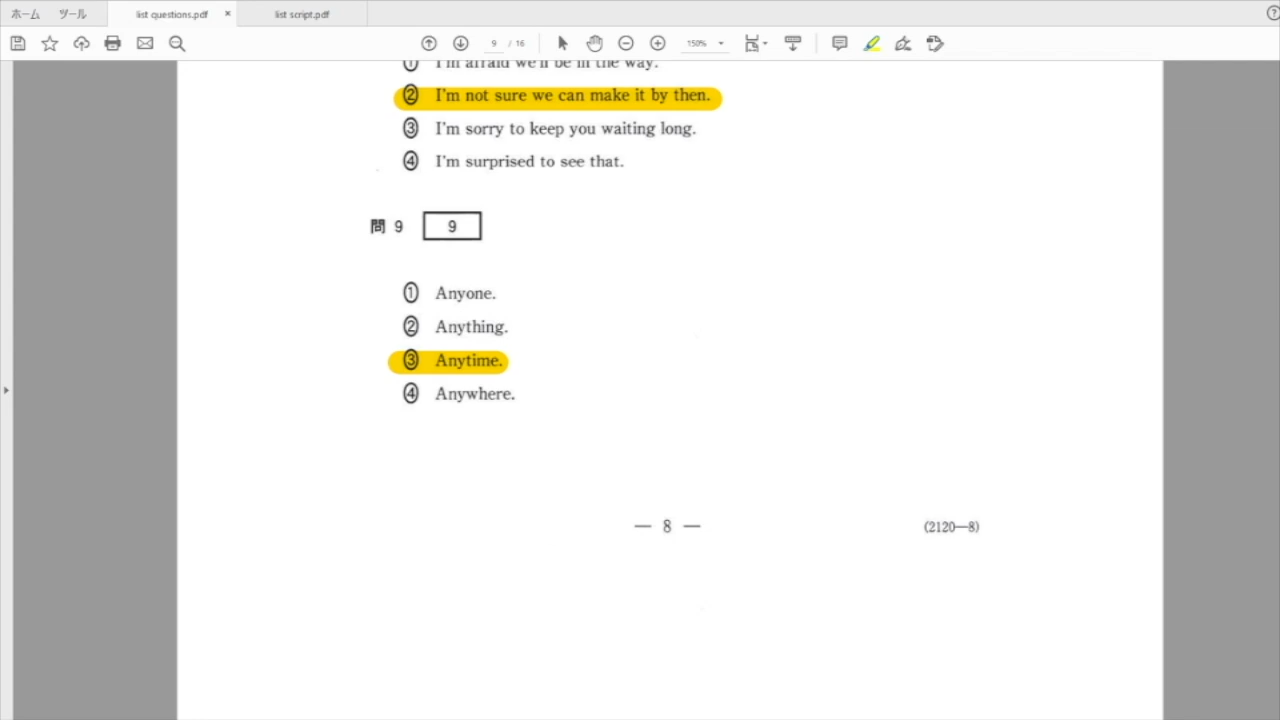 ホーム ツール list questions.pdf × list script.pdf
9 / 16 150%
① I'm afraid we'll be in the way.
② I'm not sure we can make it by then.
③ I'm sorry to keep you waiting long.
④ I'm surprised to see that.
問 9 9
① Anyone.
② Anything.
③ Anytime.
④ Anywhere.
— 8 —
(2120—8)